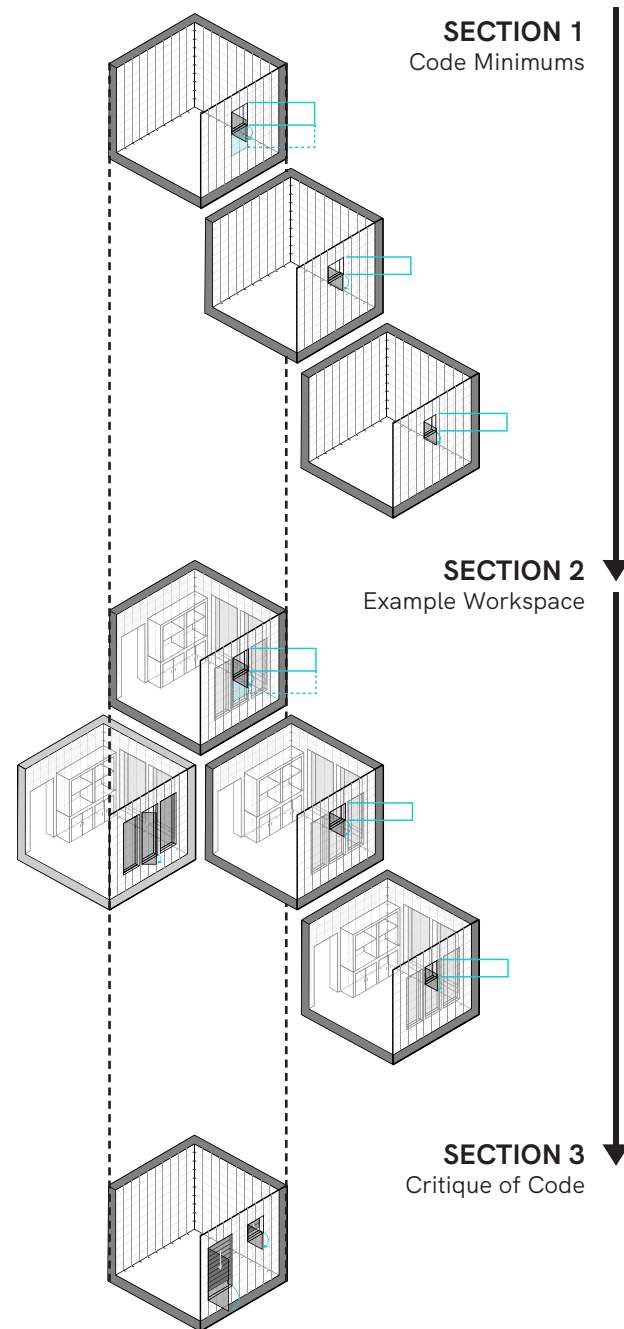 SECTION 1
Code Minimums
SECTION 2
Example Workspace
SECTION 3
Critique of Code